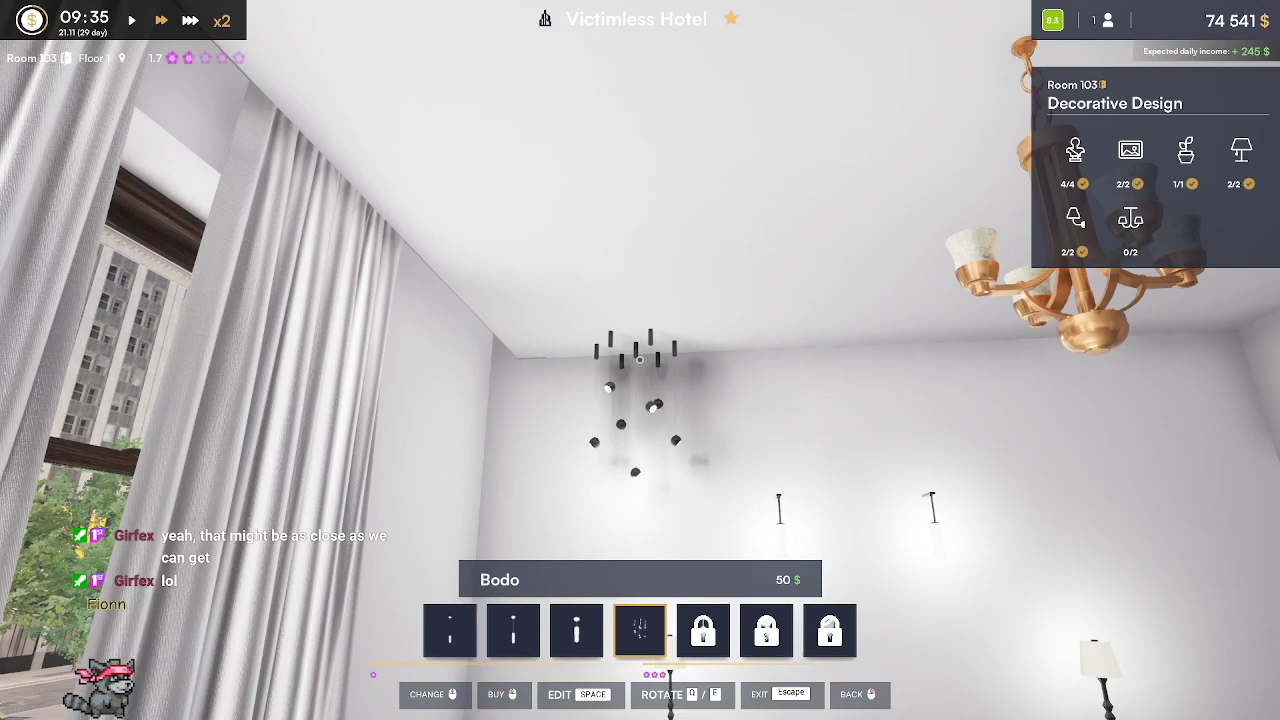 09:35
21.11 (29 day)
x2
Victimless Hotel
8.3
1
74 541 $
Expected daily income: + 245 $
Room 103
Floor 1
1.7
Room 103
Decorative Design
4/4
2/2
1/1
2/2
2/2
0/2
Girfex yeah, that might be as close as we
can get
Girfex lol
Fionn
Bodo
50 $
CHANGE
BUY
EDIT SPACE
ROTATE Q / E
EXIT Escape
BACK